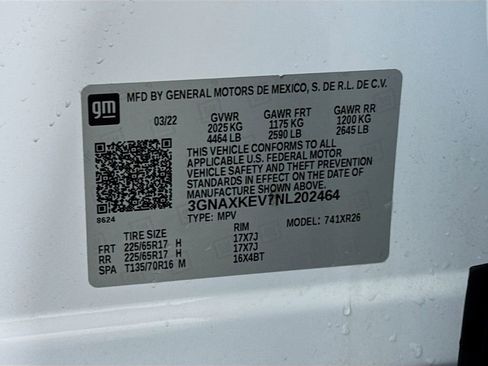 gm
MFD BY GENERAL MOTORS DE MEXICO, S. DE R.L. DE C.V.
03/22 GVWR GAWR FRT GAWR RR
2025 KG 1175 KG 1200 KG
4464 LB 2590 LB 2645 LB
THIS VEHICLE CONFORMS TO ALL
APPLICABLE U.S. FEDERAL MOTOR
VEHICLE SAFETY AND THEFT PREVENTION
STANDARDS IN EFFECT ON THE DATE OF
MANUFACTURE SHOWN ABOVE.
3GNAXKEV7NL202464
8624 TYPE: MPV MODEL: 741XR26
TIRE SIZE RIM
FRT 225/65R17 H 17X7J
RR 225/65R17 H 17X7J
SPA T135/70R16 M 16X4BT